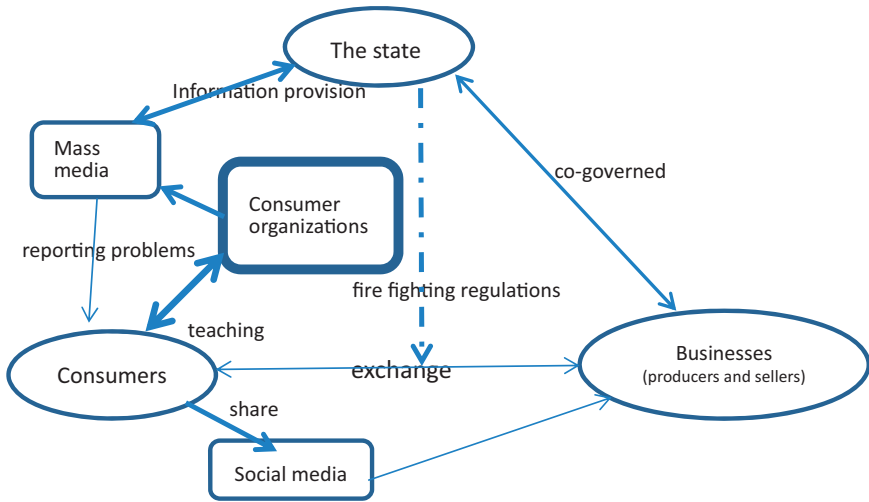 The state
Information provision
Mass
media
co-governed
Consumer
organizations
reporting problems
fire fighting regulations
teaching
Businesses
(producers and sellers)
Consumers
exchange
share
Social media